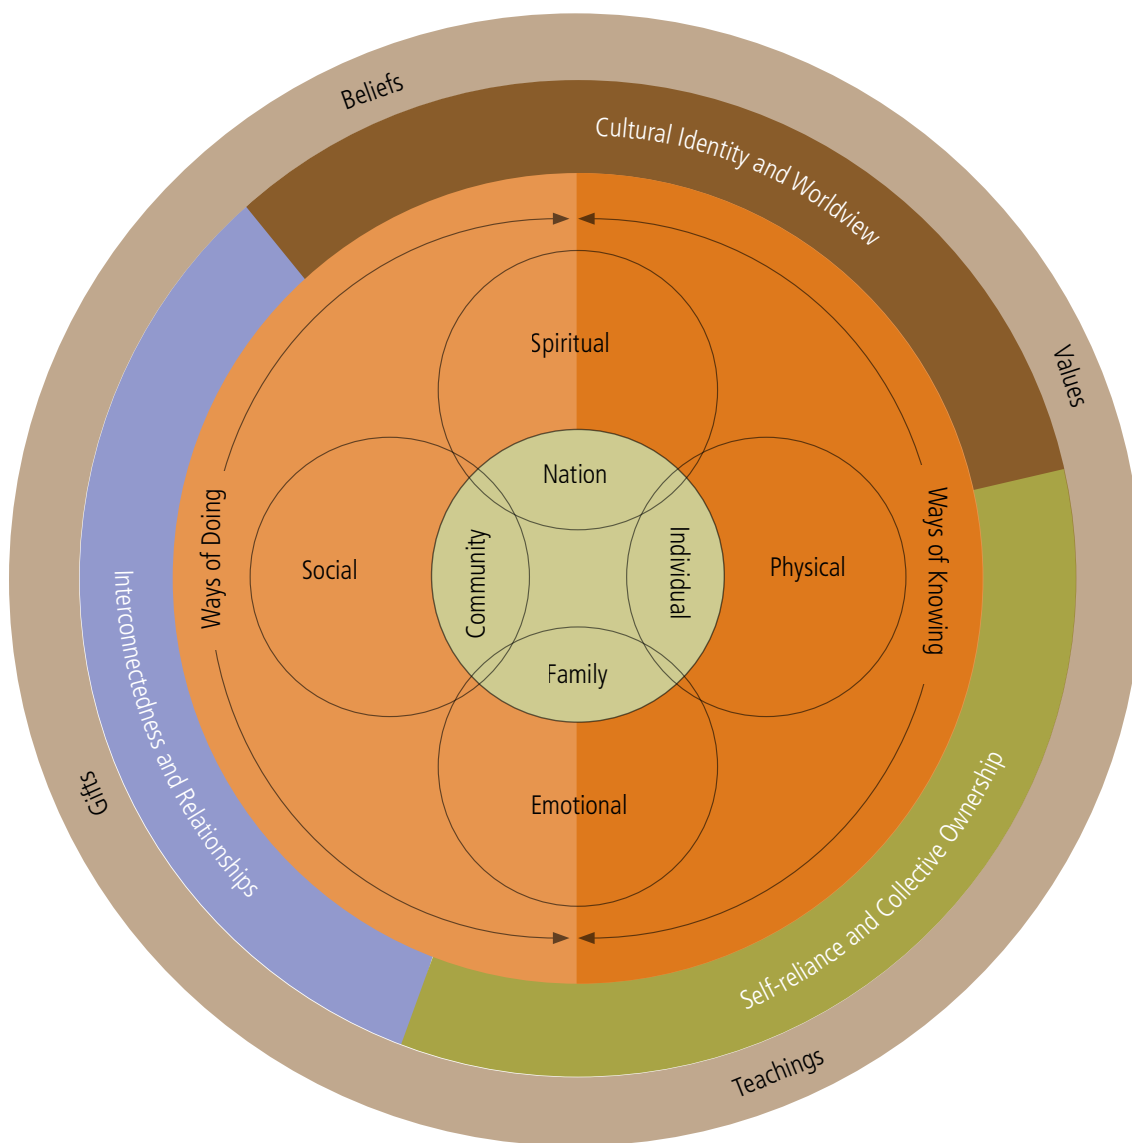 Beliefs
Cultural Identity and Worldview
Values
Spiritual
Nation
Ways of Doing
Social
Community
Individual
Physical
Ways of Knowing
Interconnectedness and Relationships
Family
Gifts
Emotional
Self-reliance and Collective Ownership
Teachings